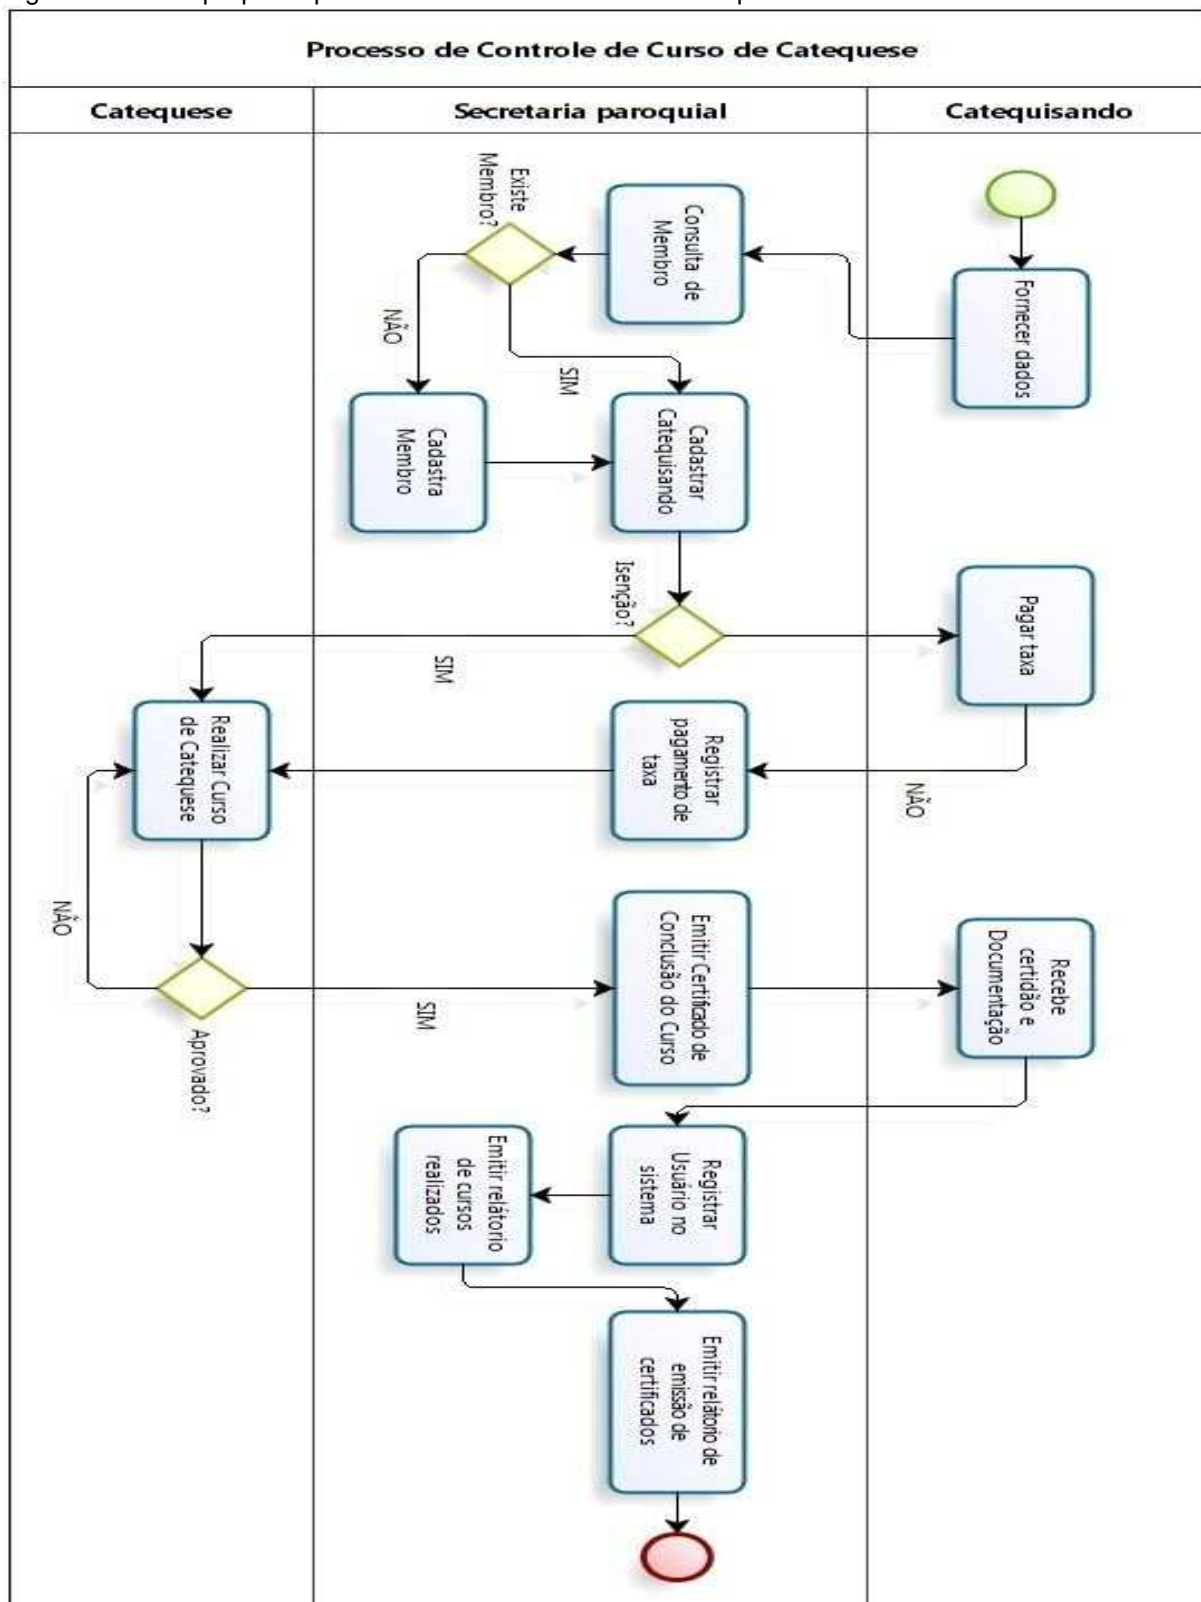 Processo de Controle de Curso de Catequese
Catequese
Secretaria paroquial
Catequisando
Fornecer dados
Consulta de
Membro
Existe
Membro?
NÃO
SIM
Cadastra
Membro
Cadastrar
Catequisando
Isenção?
Pagar taxa
SIM
NÃO
Registrar
pagamento de
taxa
Realizar Curso
de Catequese
NÃO
Aprovado?
SIM
Emitir Certificado de
Conclusão do Curso
Recebe
certidão e
Documentação
Registrar
Usuário no
sistema
Emitir relátorio
de cursos
realizados
Emitir relátorio de
emissão de
certificados